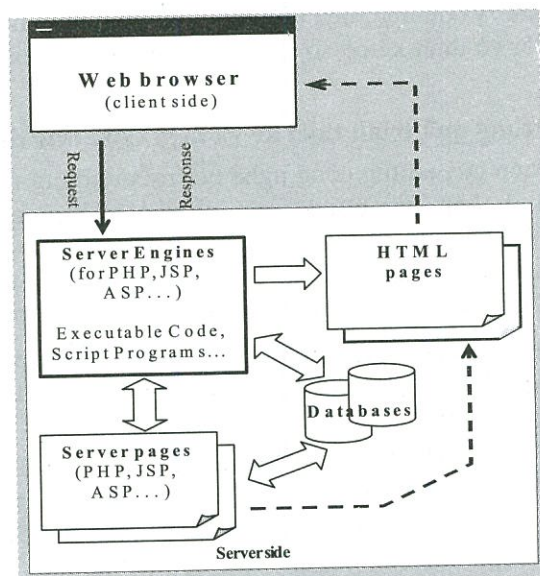 Web browser
(client side)
Request
Response
Server Engines
(for PHP, JSP,
ASP...)
Executable Code,
Script Programs...
HTML
pages
Databases
Server pages
(PHP, JSP,
ASP...)
Server side